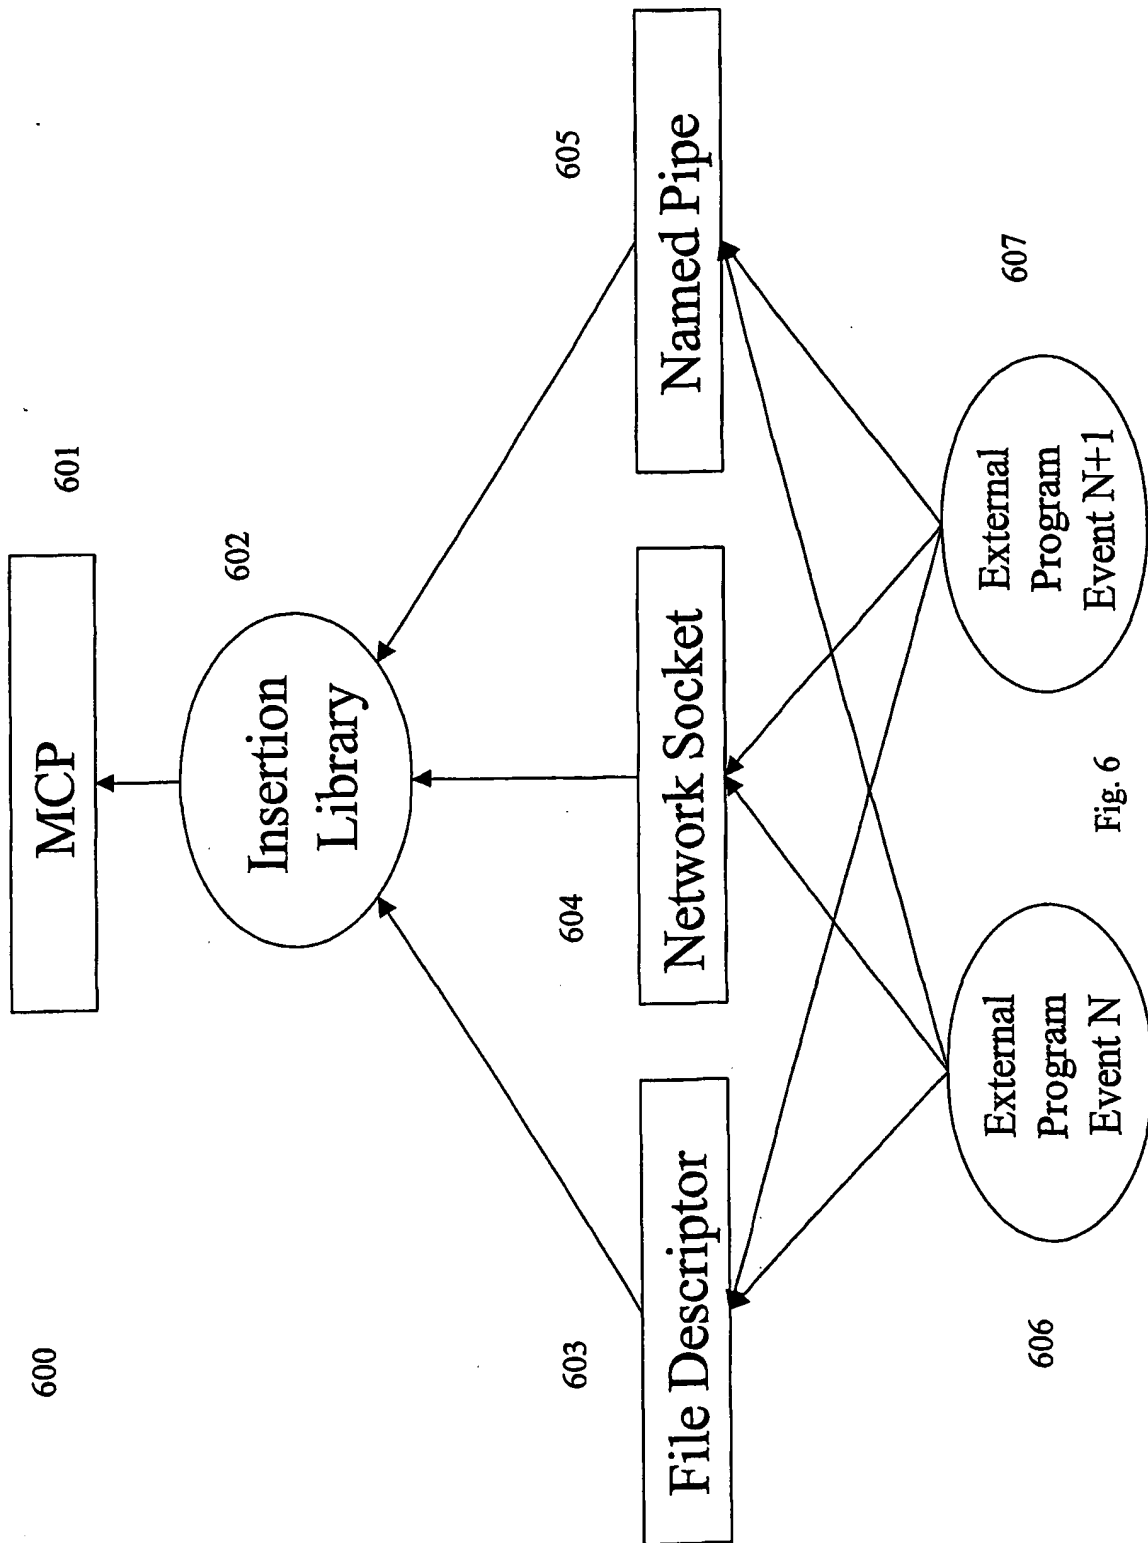 600
MCP
601
Insertion
Library
602
603
File Descriptor
604
Network Socket
605
Named Pipe
606
External
Program
Event N
External
Program
Event N+1
607
Fig. 6